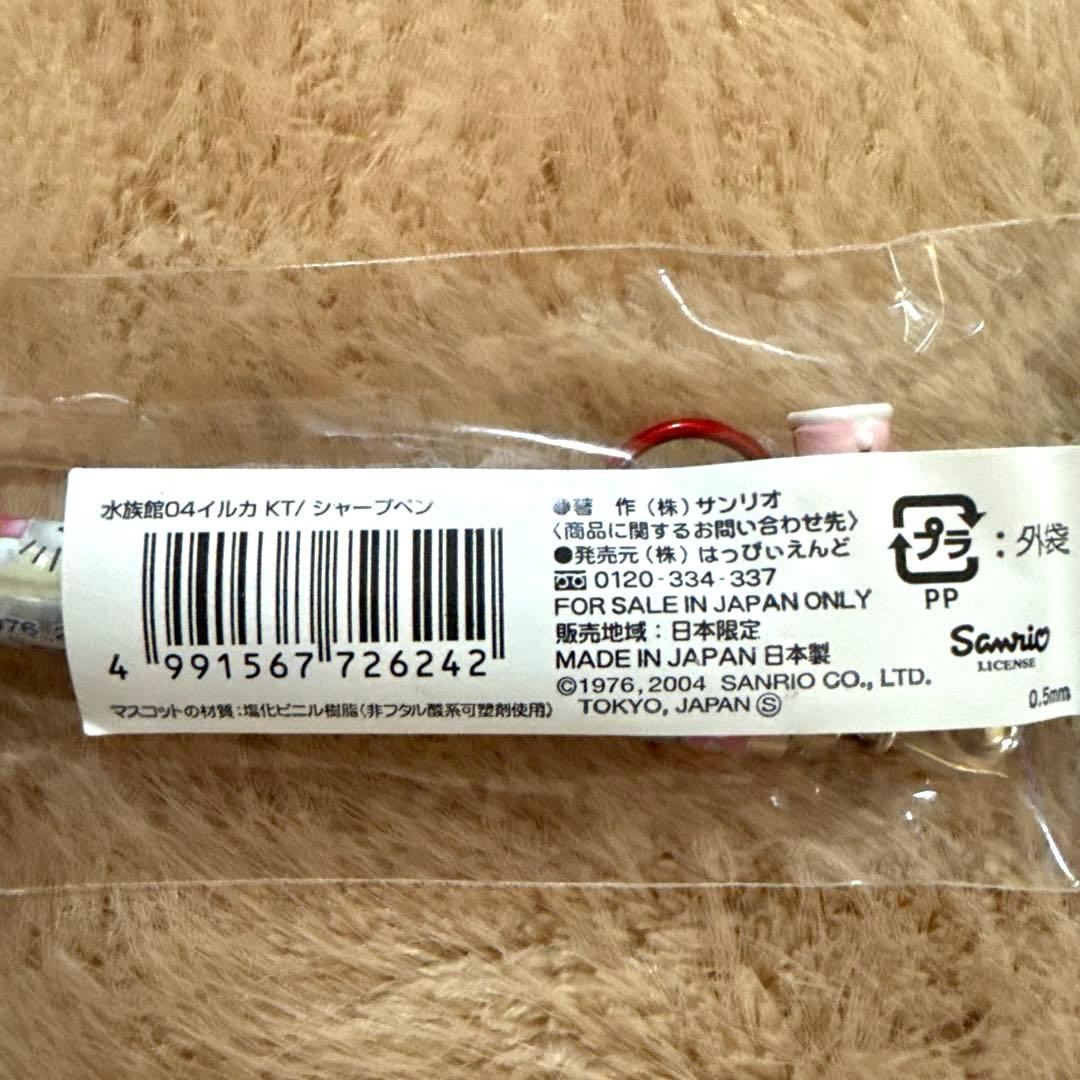 水族館04イルカ KT/ シャープペン
4 991567 726242
マスコットの材質:塩化ビニル樹脂(非フタル酸系可塑剤使用)
●著 作(株)サンリオ
〈商品に関するお問い合わせ先〉
●発売元(株)はっぴぃえんど
0120-334-337
FOR SALE IN JAPAN ONLY
販売地域:日本限定
MADE IN JAPAN 日本製
©1976,2004 SANRIO CO., LTD.
TOKYO, JAPAN Ⓢ
プラ:外袋
PP
Sanrio
LICENSE
0.5mm